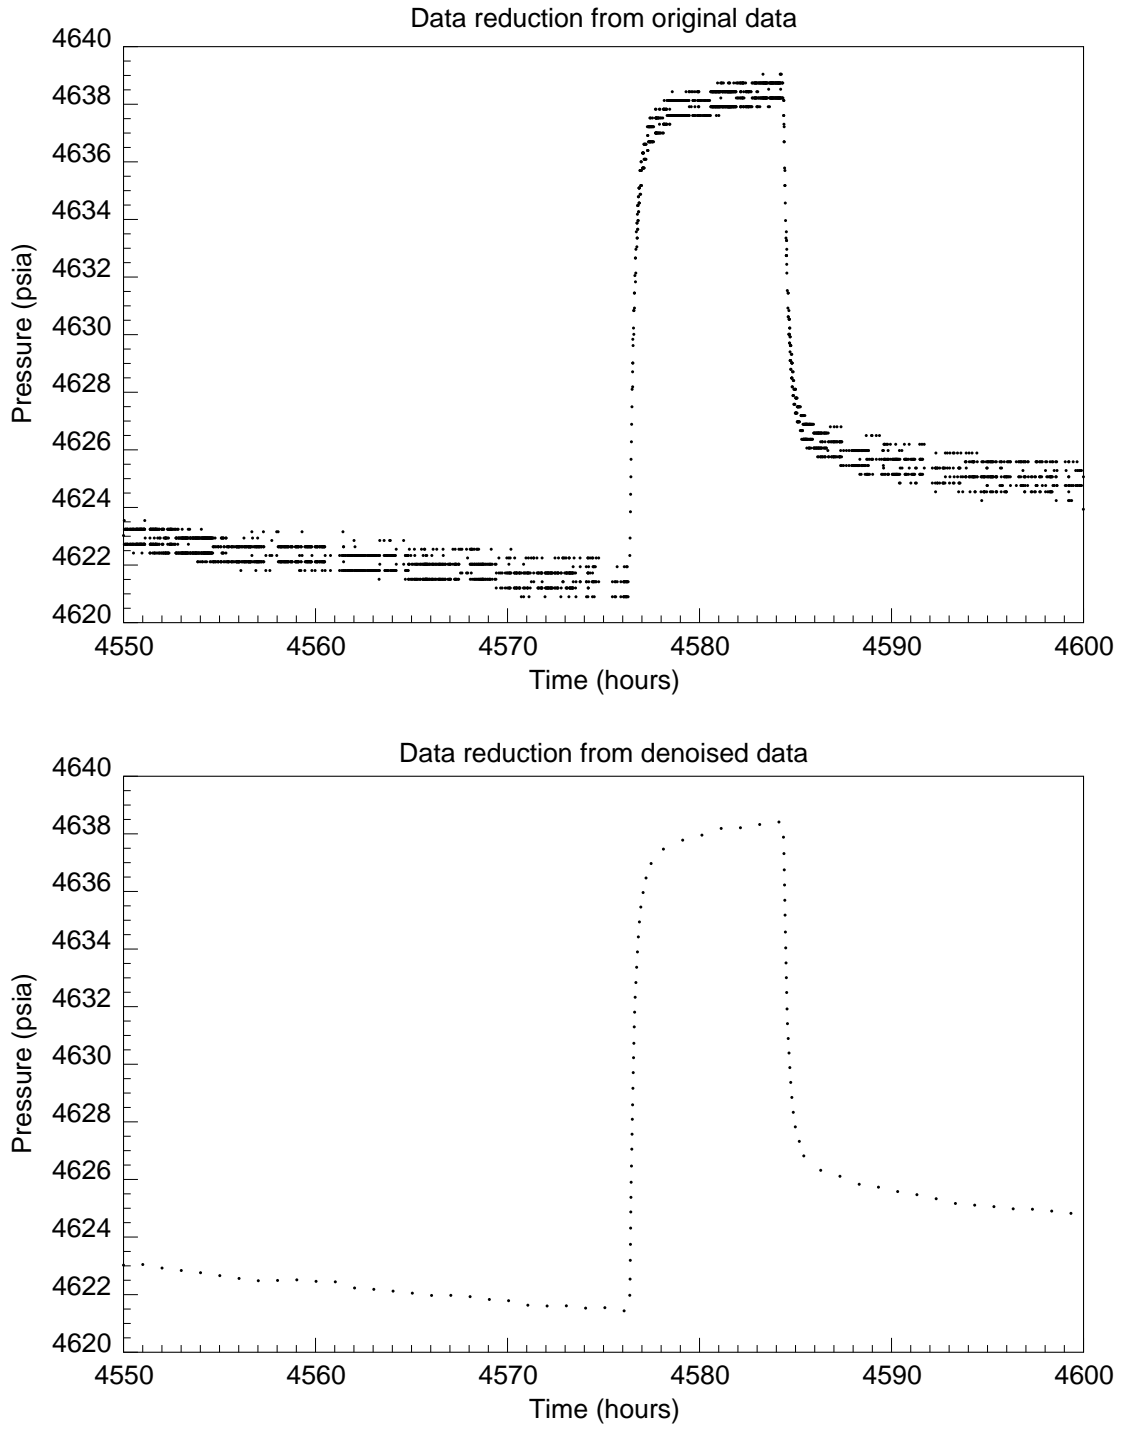 Data reduction from original data
4640
4638
4636
4634
4632
4630
4628
4626
4624
4622
4620
Pressure (psia)
4550 4560 4570 4580 4590 4600
Time (hours)
Data reduction from denoised data
4640
4638
4636
4634
4632
4630
4628
4626
4624
4622
4620
Pressure (psia)
4550 4560 4570 4580 4590 4600
Time (hours)